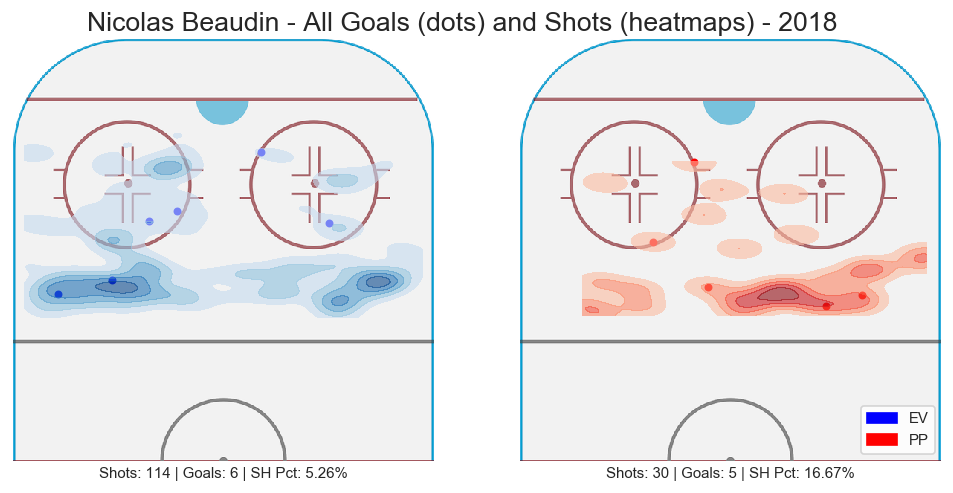 Nicolas Beaudin - All Goals (dots) and Shots (heatmaps) - 2018
EV
PP
Shots: 114 | Goals: 6 | SH Pct: 5.26%
Shots: 30 | Goals: 5 | SH Pct: 16.67%